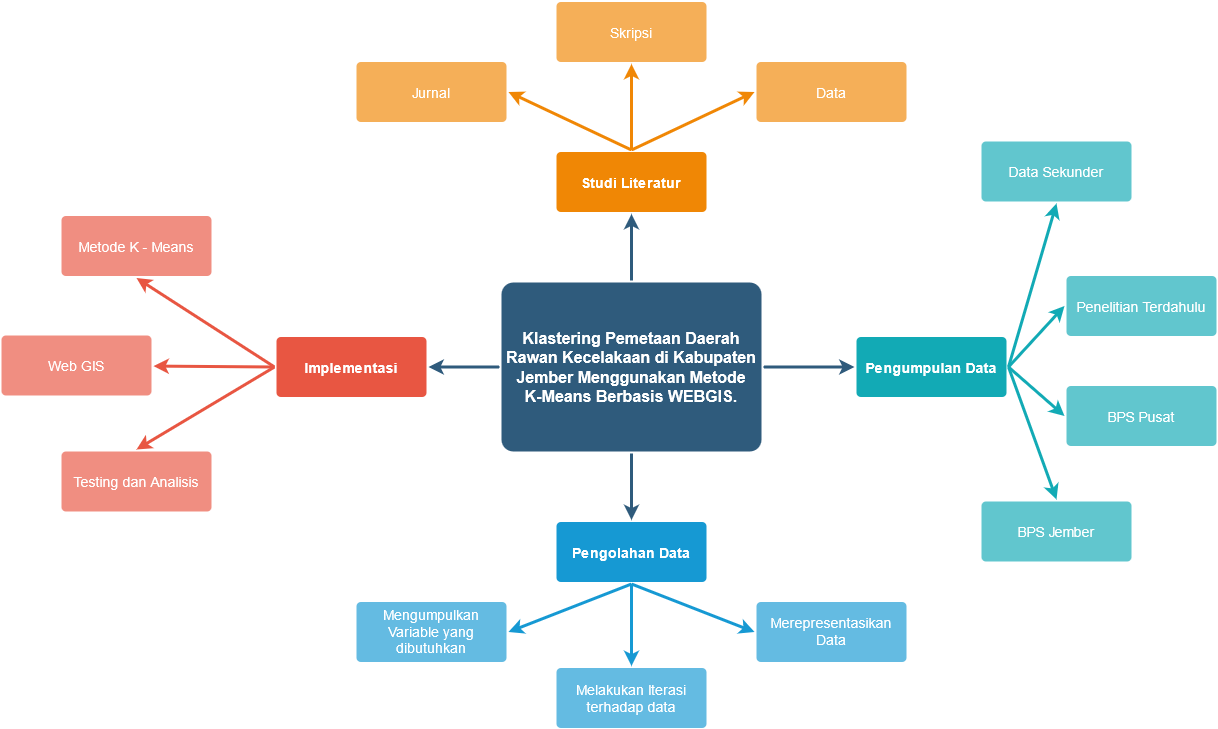 Skripsi
Jurnal
Data
Studi Literatur
Data Sekunder
Metode K - Means
Penelitian Terdahulu
Klastering Pemetaan Daerah
Rawan Kecelakaan di Kabupaten
Jember Menggunakan Metode
K-Means Berbasis WEBGIS.
Web GIS
Implementasi
Pengumpulan Data
BPS Pusat
Testing dan Analisis
BPS Jember
Pengolahan Data
Mengumpulkan
Variable yang
dibutuhkan
Merepresentasikan
Data
Melakukan Iterasi
terhadap data